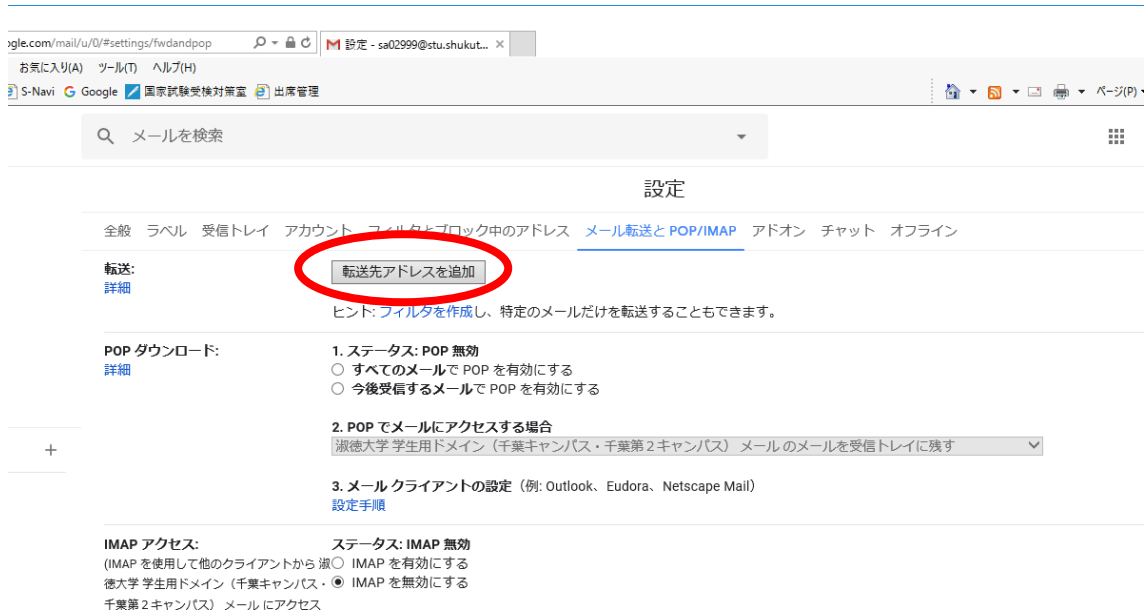 ogle.com/mail/u/0/#settings/fwdandpop
設定 - sa02999@stu.shukut...
お気に入り(A) ツール(T) ヘルプ(H)
S-Navi Google 国家試験受検対策室 出席管理 ページ(P)
メールを検索
設定
全般 ラベル 受信トレイ アカウント フィルタとブロック中のアドレス メール転送と POP/IMAP アドオン チャット オフライン
転送: 転送先アドレスを追加
詳細
ヒント: フィルタを作成し、特定のメールだけを転送することもできます。
POP ダウンロード: 1. ステータス: POP 無効
詳細 すべてのメールで POP を有効にする
今後受信するメールで POP を有効にする
2. POP でメールにアクセスする場合
淑徳大学 学生用ドメイン（千葉キャンパス・千葉第２キャンパス） メール のメールを受信トレイに残す
3. メール クライアントの設定（例: Outlook、Eudora、Netscape Mail）
設定手順
IMAP アクセス: ステータス: IMAP 無効
(IMAP を使用して他のクライアントから 淑 IMAP を有効にする
徳大学 学生用ドメイン（千葉キャンパス・ IMAP を無効にする
千葉第２キャンパス） メール にアクセス